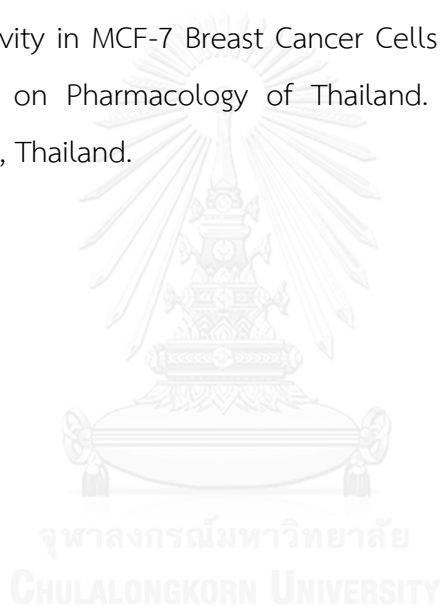 vity in MCF-7 Breast Cancer Cells
on Pharmacology of Thailand.
, Thailand.
จุฬาลงกรณ์มหาวิทยาลัย
CHULALONGKORN UNIVERSITY